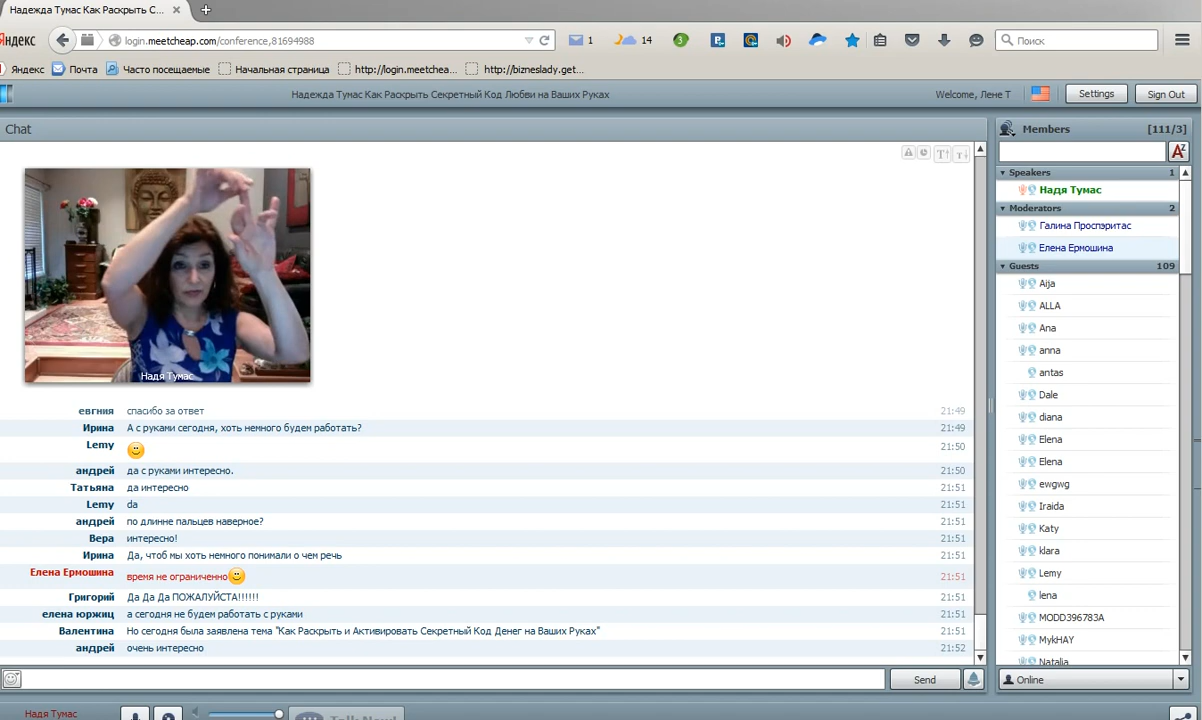 Надежда Тумас Как Раскрыть С...
Яндекс
login.meetcheap.com/conference,81694988
1
14
3
Поиск
Яндекс
Почта
Часто посещаемые
Начальная страница
http://login.meetchea...
http://bizneslady.get...
Надежда Тумас Как Раскрыть Секретный Код Любви на Ваших Руках
Welcome, Лене Т
Settings
Sign Out
Chat
Members [111/3]
Надя Тумас
евгния спасибо за ответ 21:49
Ирина А с руками сегодня, хоть немного будем работать? 21:49
Lemy 21:50
андрей да с руками интересно. 21:50
Татьяна да интересно 21:51
Lemy da 21:51
андрей по длинне пальцев наверное? 21:51
Вера интересно! 21:51
Ирина Да, чтоб мы хоть немного понимали о чем речь 21:51
Елена Ермошина время не ограниченно 21:51
Григорий Да Да Да ПОЖАЛУЙСТА!!!!!! 21:51
елена юржиц а сегодня не будем работать с руками 21:51
Валентина Но сегодня была заявлена тема "Как Раскрыть и Активировать Секретный Код Денег на Ваших Руках" 21:51
андрей очень интересно 21:52
Send
Speakers 1
Надя Тумас
Moderators 2
Галина Проспэритас
Елена Ермошина
Guests 109
Aija
ALLA
Ana
anna
antas
Dale
diana
Elena
Elena
ewgwg
Iraida
Katy
klara
Lemy
lena
MODD396783A
MykHAY
Natalia
Online
Надя Тумас
Talk Now!